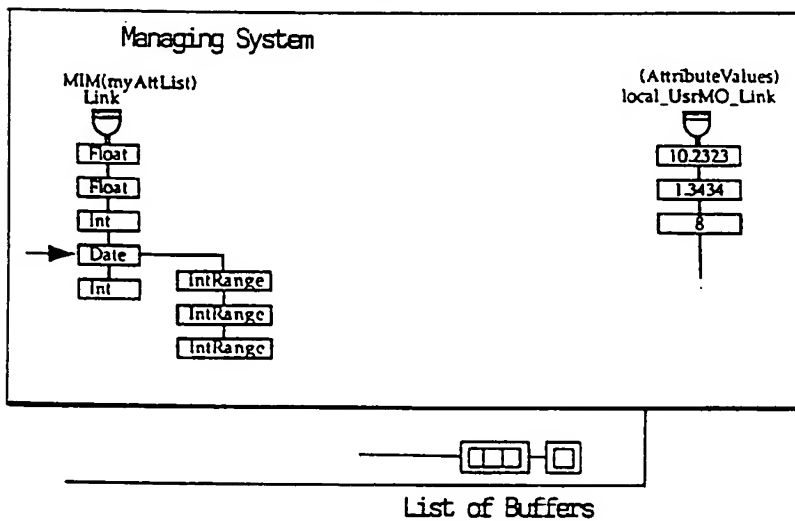 Managing System
MIM(myAttList)
Link
Float
Float
Int
Date
Int
IntRange
IntRange
IntRange
(AttributeValues)
local_UsrMO_Link
10.2323
1.3434
8
List of Buffers